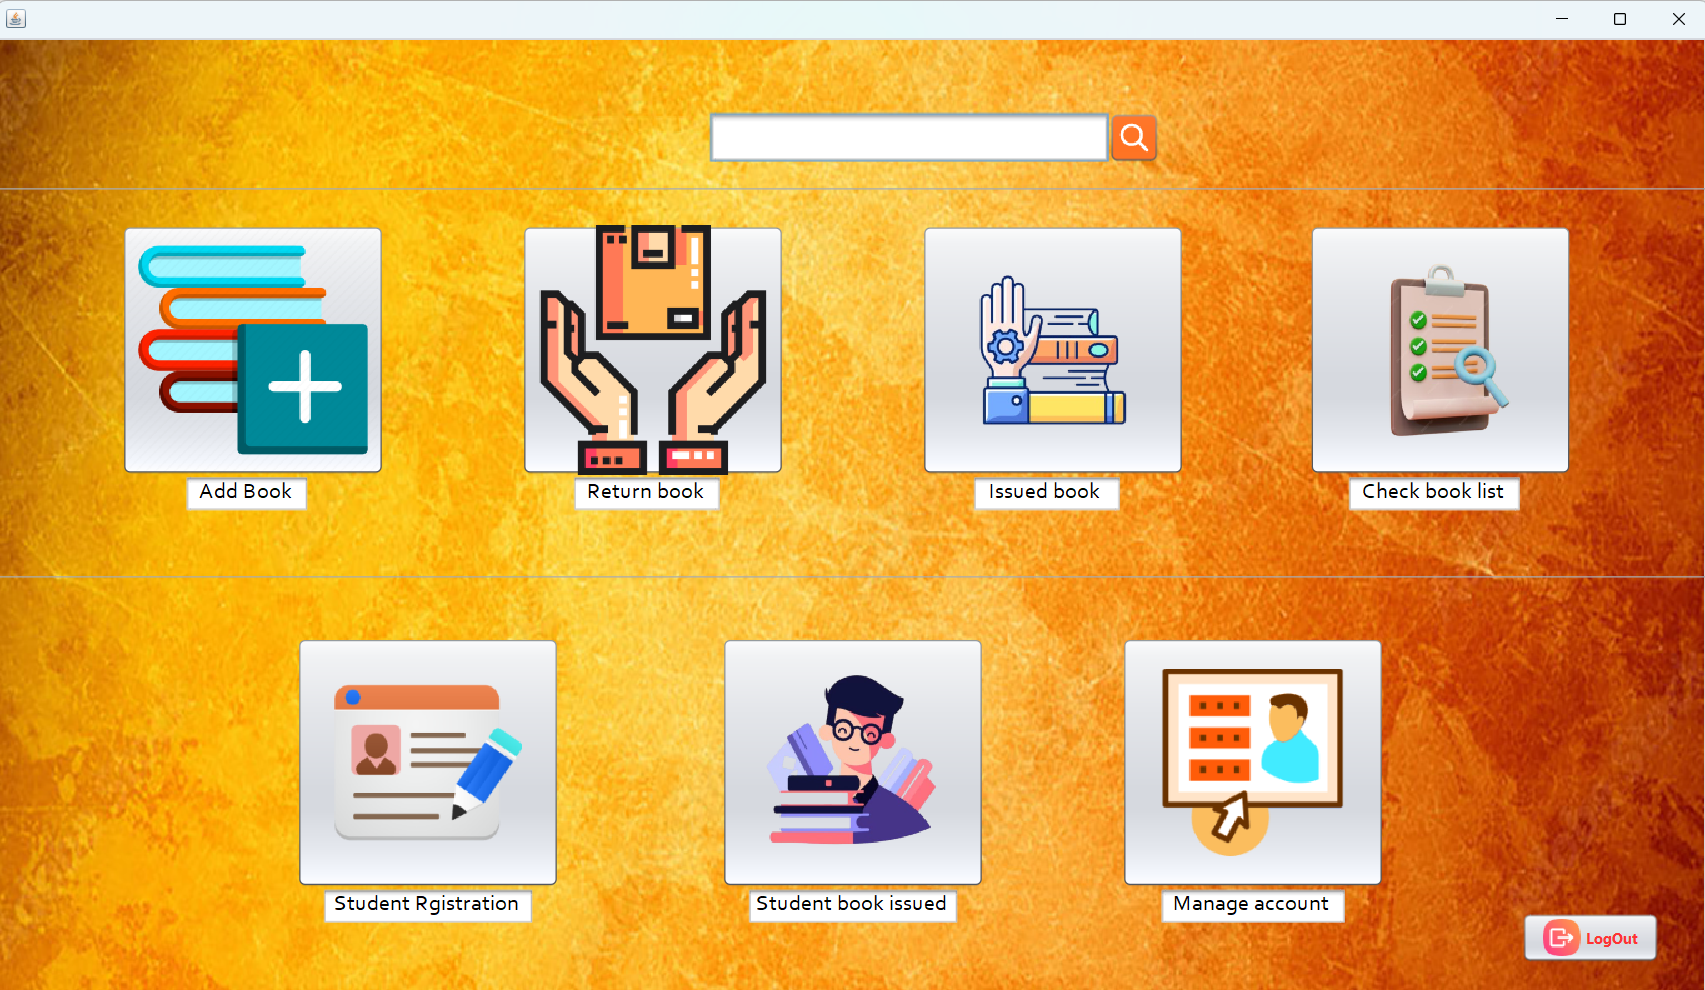 Add Book
Return book
Issued book
Check book list
Student Rgistration
Student book issued
Manage account
LogOut